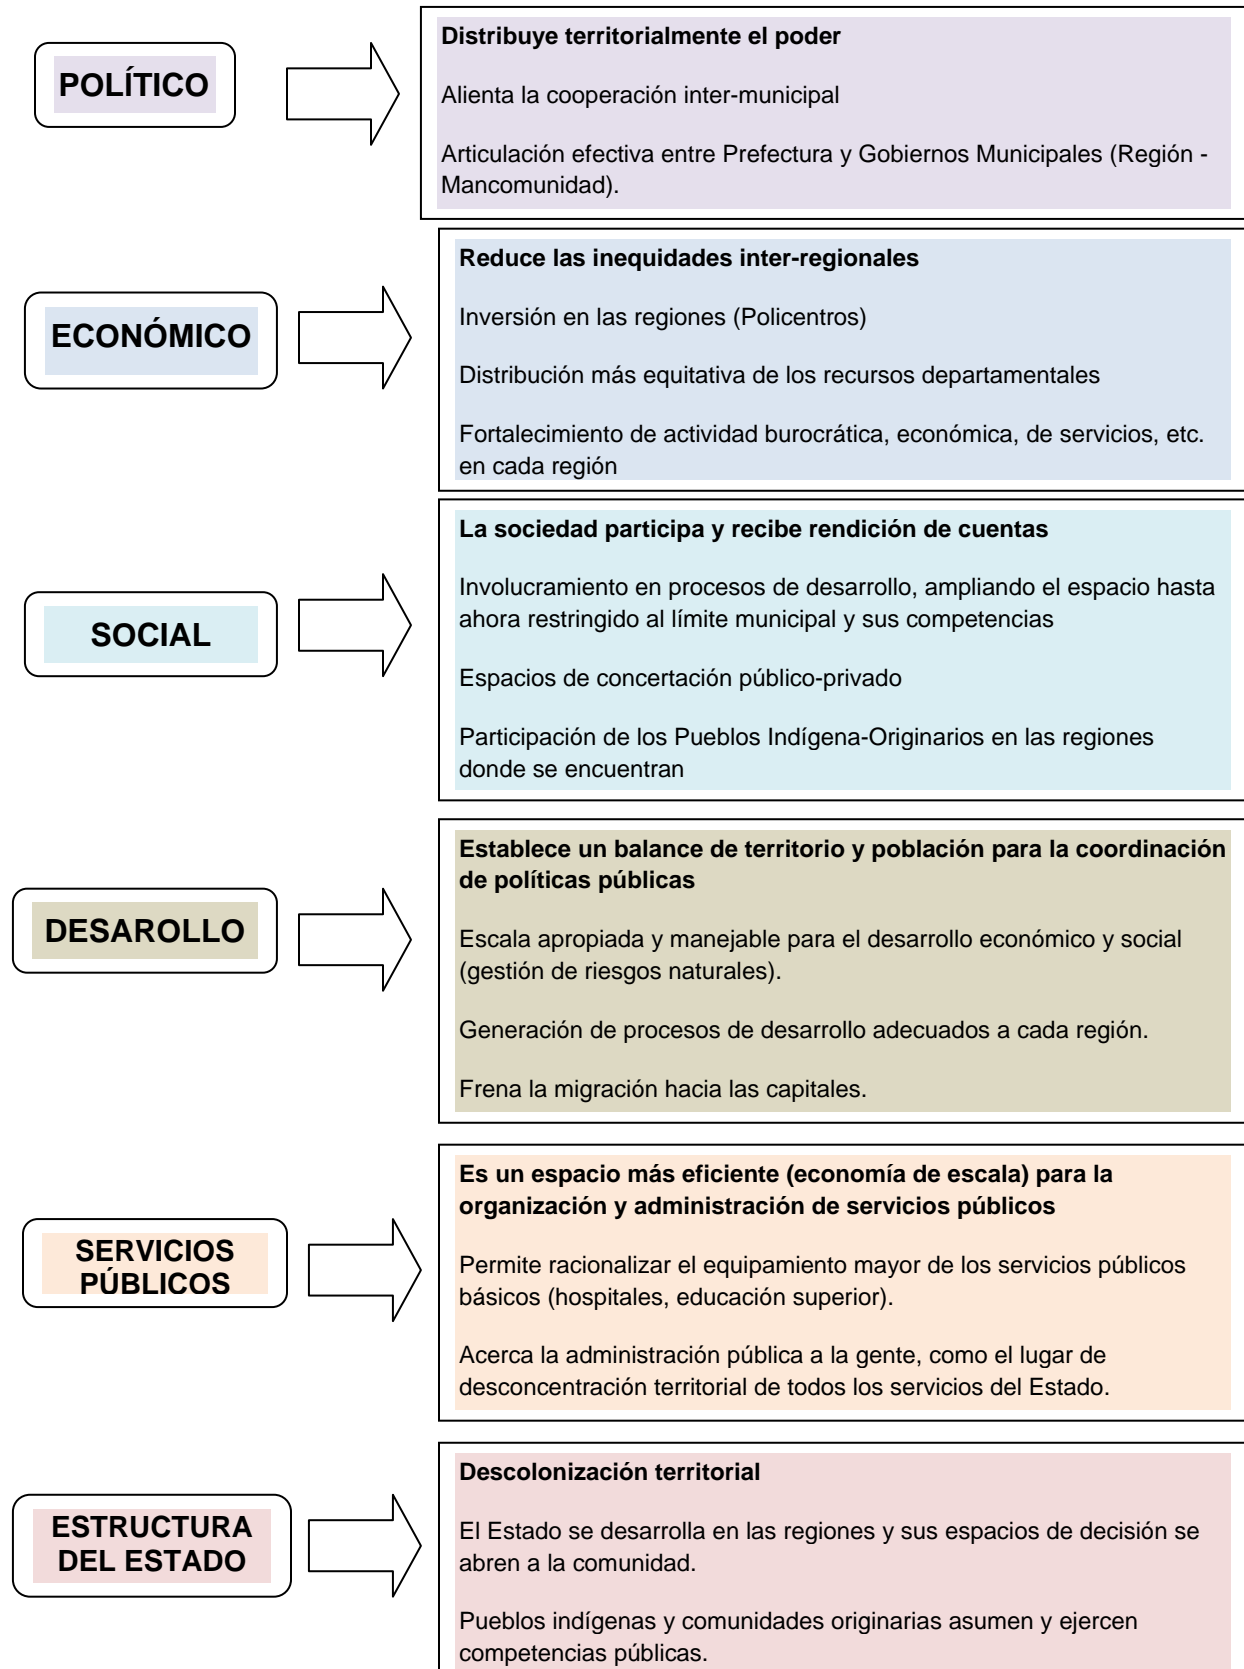 POLÍTICO
Distribuye territorialmente el poder
Alienta la cooperación inter-municipal
Articulación efectiva entre Prefectura y Gobiernos Municipales (Región -
Mancomunidad).
ECONÓMICO
Reduce las inequidades inter-regionales
Inversión en las regiones (Policentros)
Distribución más equitativa de los recursos departamentales
Fortalecimiento de actividad burocrática, económica, de servicios, etc.
en cada región
SOCIAL
La sociedad participa y recibe rendición de cuentas
Involucramiento en procesos de desarrollo, ampliando el espacio hasta
ahora restringido al límite municipal y sus competencias
Espacios de concertación público-privado
Participación de los Pueblos Indígena-Originarios en las regiones
donde se encuentran
DESAROLLO
Establece un balance de territorio y población para la coordinación
de políticas públicas
Escala apropiada y manejable para el desarrollo económico y social
(gestión de riesgos naturales).
Generación de procesos de desarrollo adecuados a cada región.
Frena la migración hacia las capitales.
SERVICIOS
PÚBLICOS
Es un espacio más eficiente (economía de escala) para la
organización y administración de servicios públicos
Permite racionalizar el equipamiento mayor de los servicios públicos
básicos (hospitales, educación superior).
Acerca la administración pública a la gente, como el lugar de
desconcentración territorial de todos los servicios del Estado.
ESTRUCTURA
DEL ESTADO
Descolonización territorial
El Estado se desarrolla en las regiones y sus espacios de decisión se
abren a la comunidad.
Pueblos indígenas y comunidades originarias asumen y ejercen
competencias públicas.